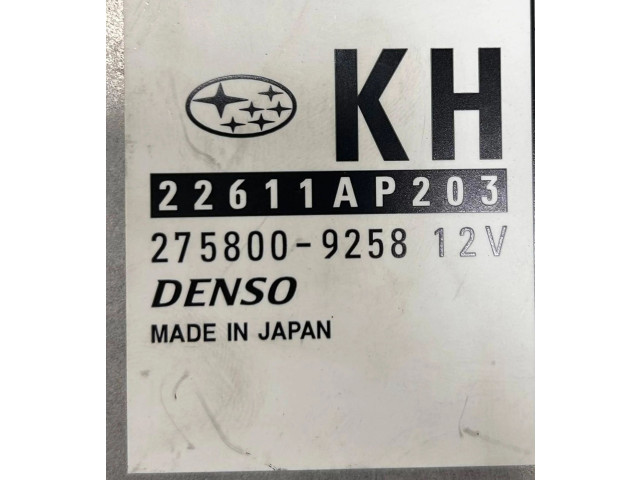 KH
22611AP203
275800-9258 12V
DENSO
MADE IN JAPAN